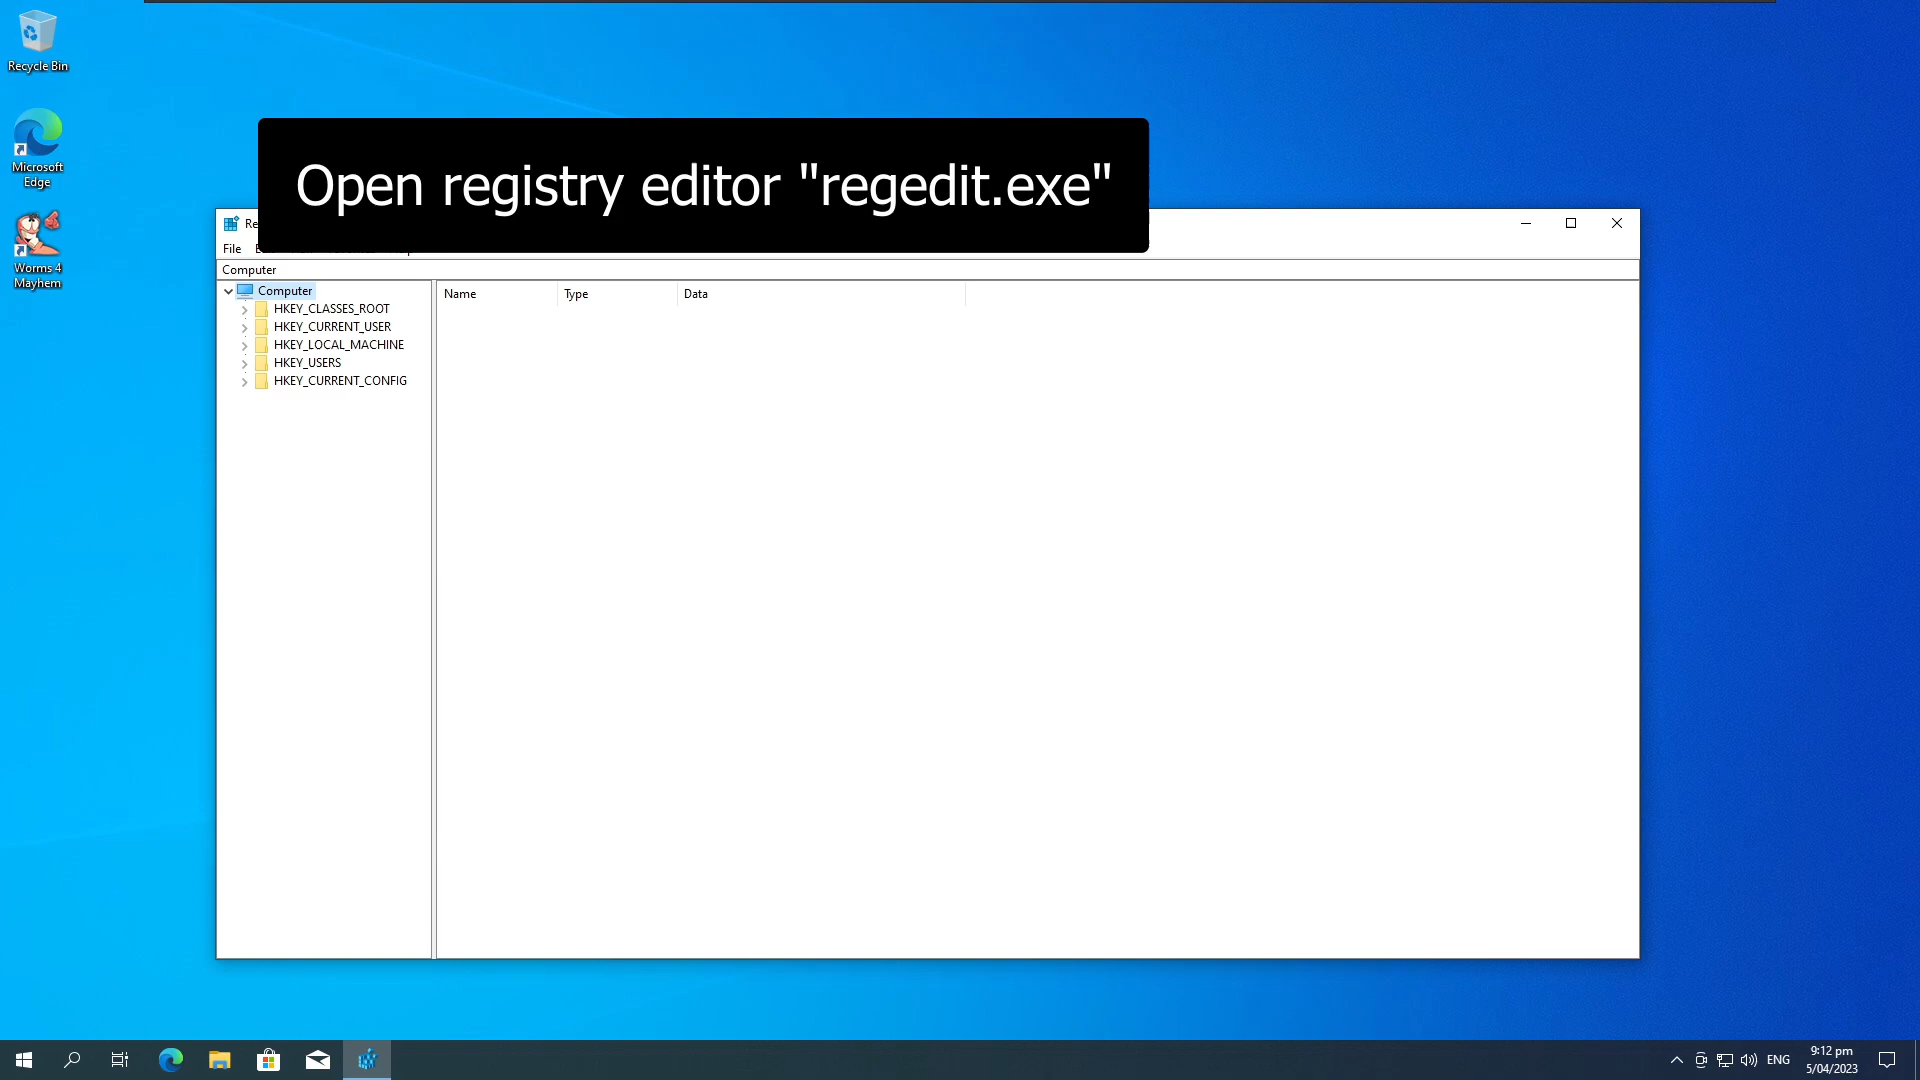 Recycle Bin
Microsoft
Edge
Worms 4
Mayhem
Open registry editor "regedit.exe"
File
Computer
Computer
HKEY_CLASSES_ROOT
HKEY_CURRENT_USER
HKEY_LOCAL_MACHINE
HKEY_USERS
HKEY_CURRENT_CONFIG
Name Type Data
ENG
9:12 pm
5/04/2023